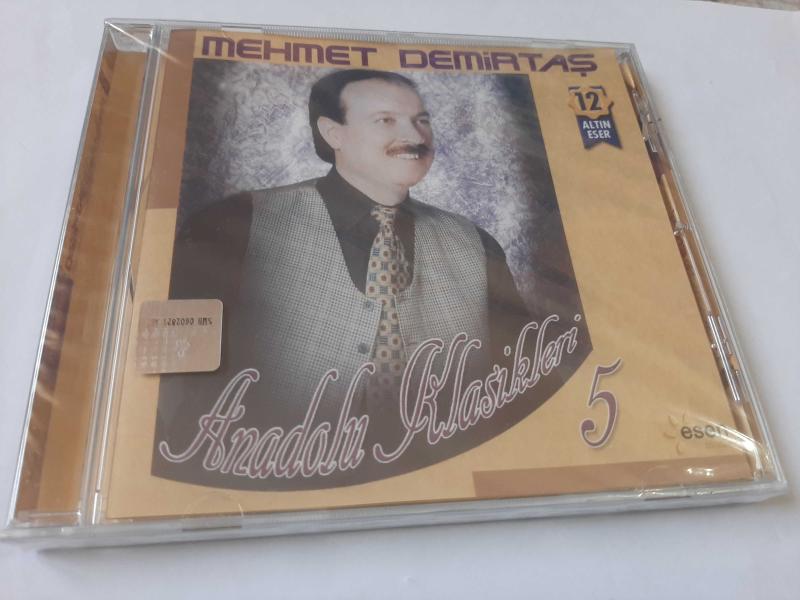 MEHMET DEMİRTAŞ
12
ALTIN
ESER
Anadolu Klasikleri 5
esen